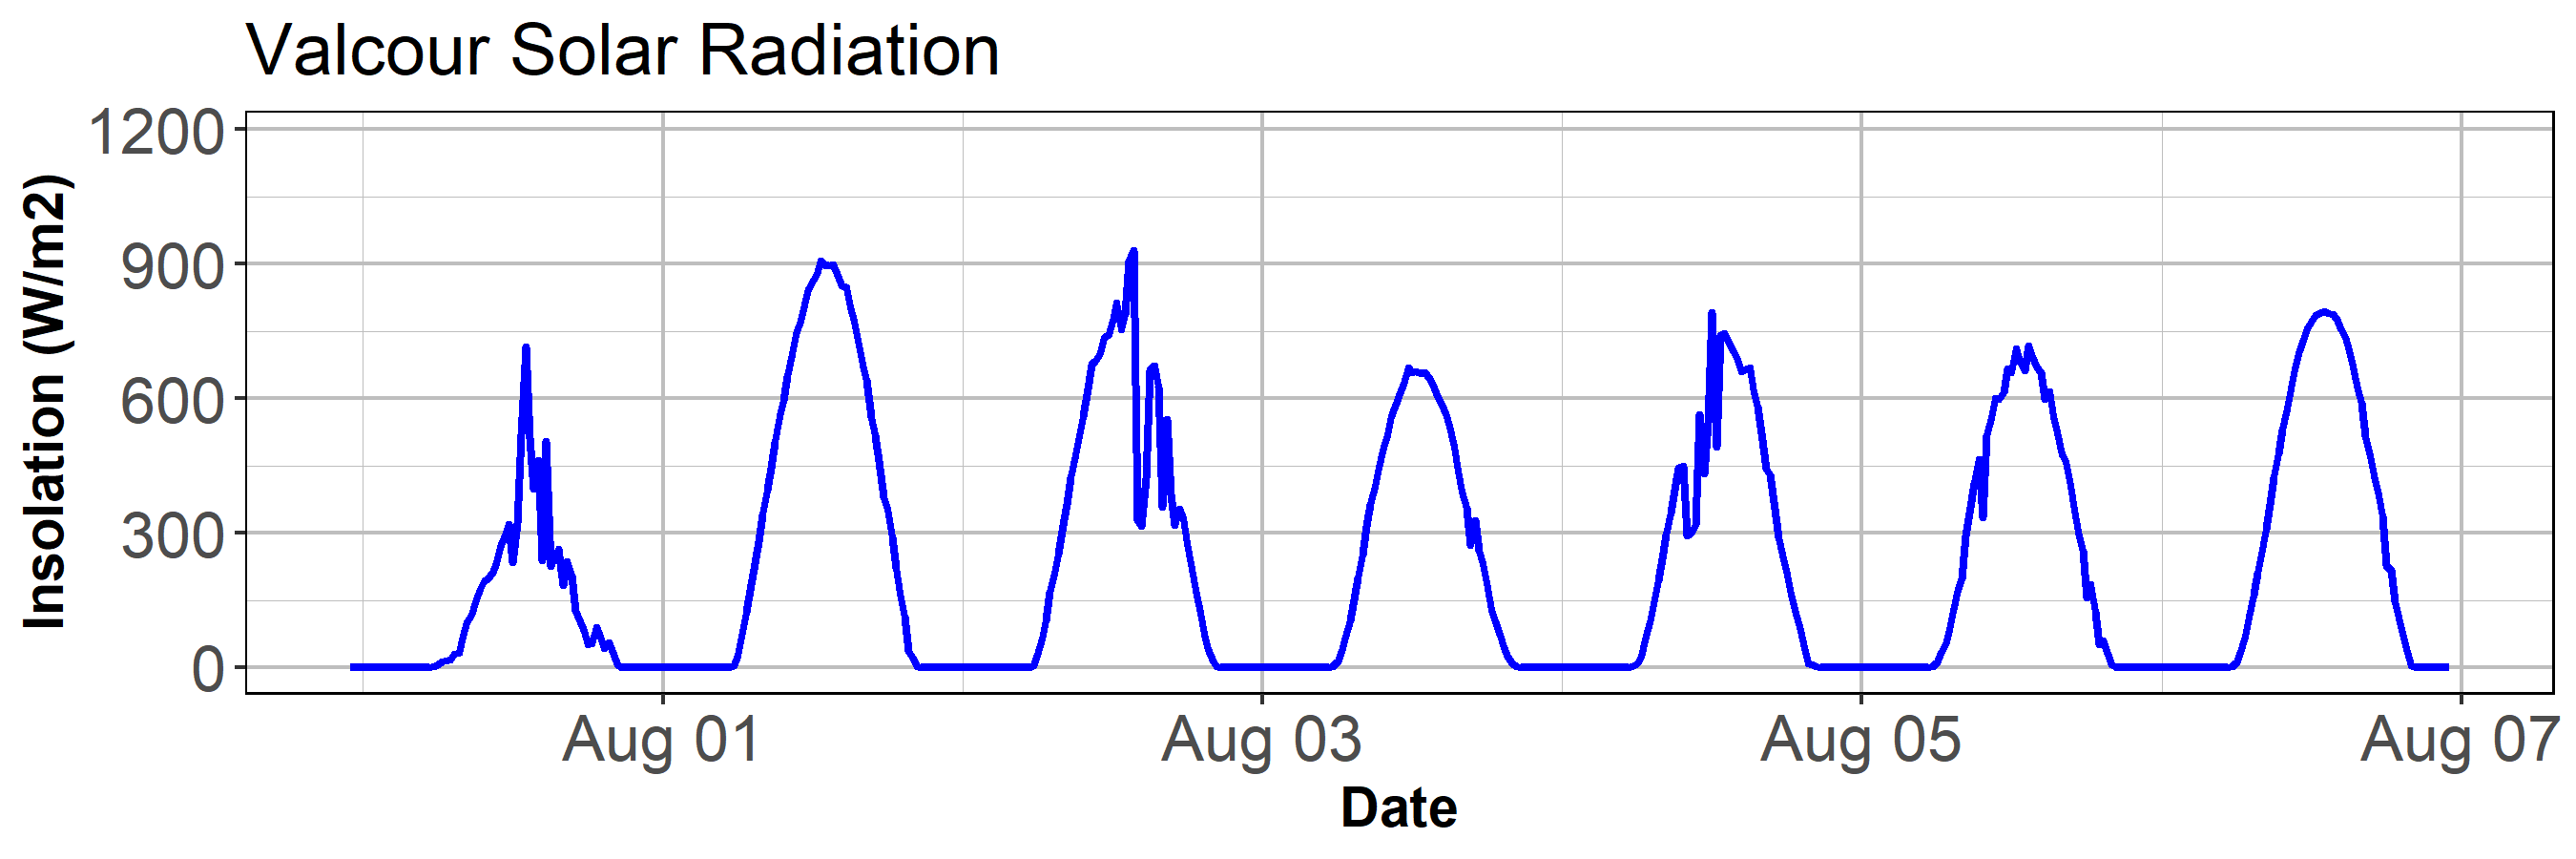 Valcour Solar Radiation
1200
900
600
300
0
Insolation (W/m2)
Aug 01 Aug 03 Aug 05 Aug 07
Date